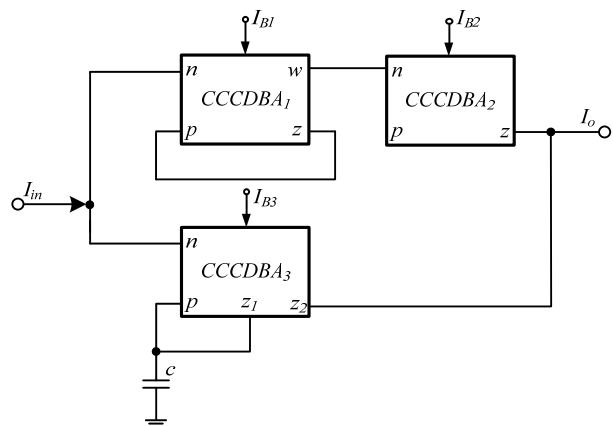 I_B1
I_B2
n w
CCCDBA_1
p z
n
CCCDBA_2
p z
I_o
I_in
I_B3
n
CCCDBA_3
p z_1 z_2
c